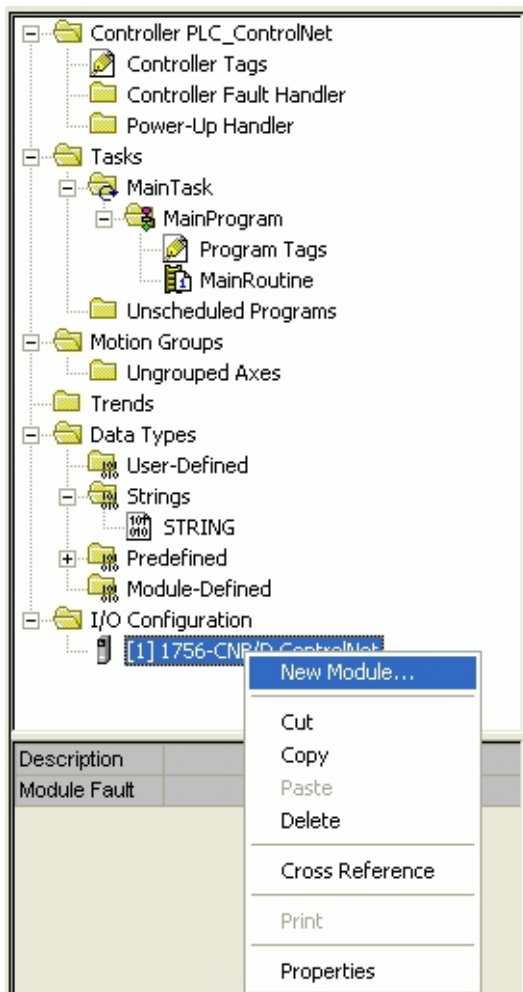 Controller PLC_ControlNet
Controller Tags
Controller Fault Handler
Power-Up Handler
Tasks
MainTask
MainProgram
Program Tags
MainRoutine
Unscheduled Programs
Motion Groups
Ungrouped Axes
Trends
Data Types
User-Defined
Strings
STRING
Predefined
Module-Defined
I/O Configuration
[1] 1756-CNB/D ControlNet
New Module...
Cut
Copy
Paste
Delete
Cross Reference
Print
Properties
Description
Module Fault